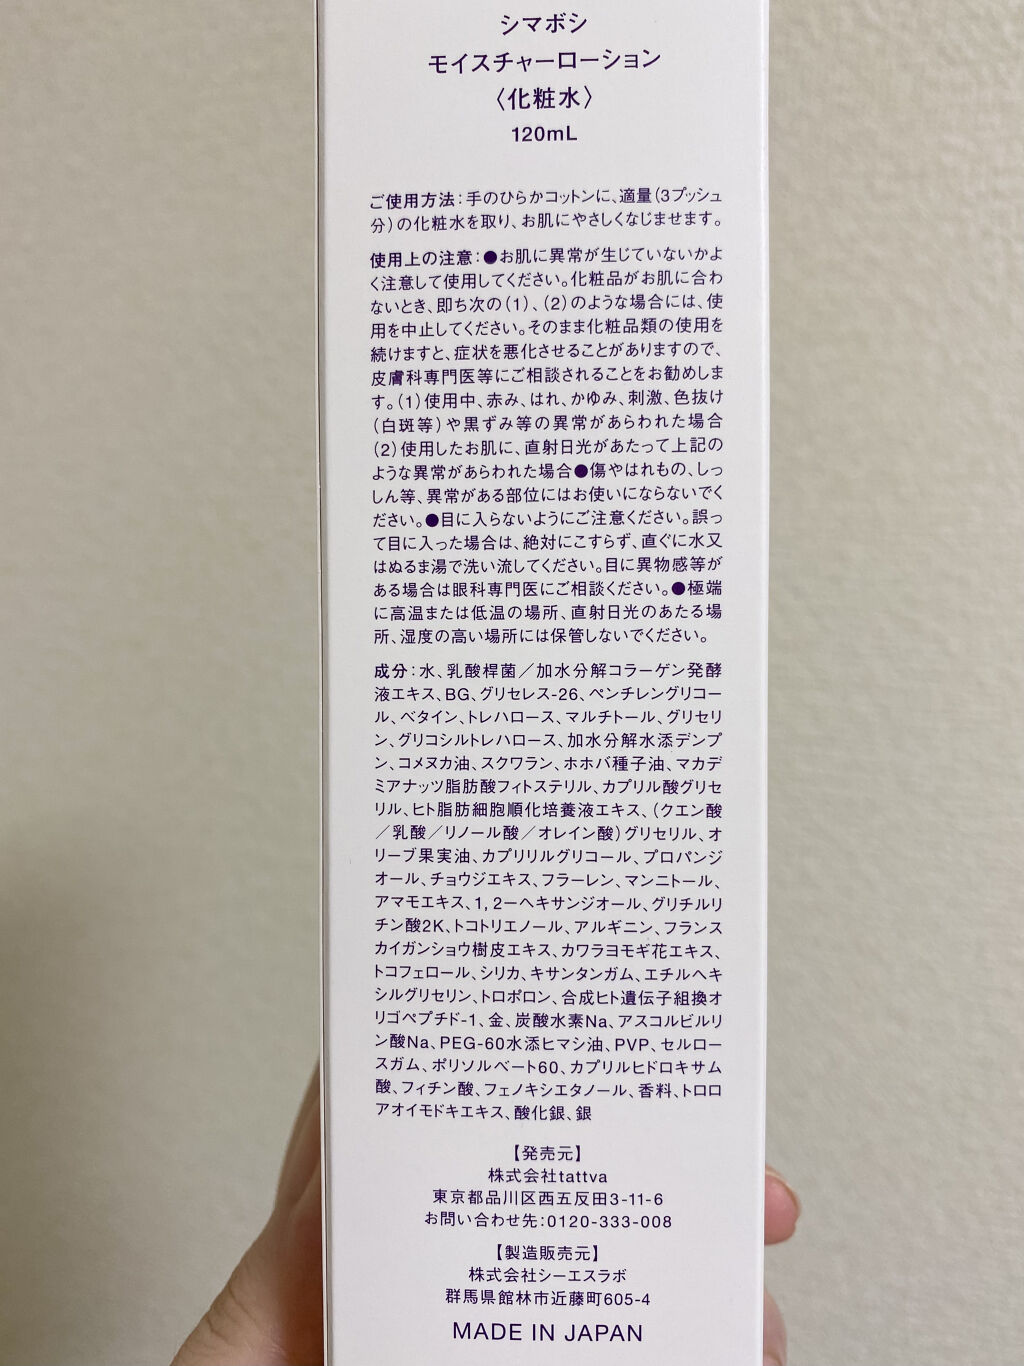 シマボシ
モイスチャーローション
〈化粧水〉
120mL
ご使用方法：手のひらかコットンに、適量（3プッシュ
分）の化粧水を取り、お肌にやさしくなじませます。
使用上の注意：●お肌に異常が生じていないかよ
く注意して使用してください。化粧品がお肌に合わ
ないとき、即ち次の（1）、（2）のような場合には、使
用を中止してください。そのまま化粧品類の使用を
続けますと、症状を悪化させることがありますので、
皮膚科専門医等にご相談されることをお勧めしま
す。（1）使用中、赤み、はれ、かゆみ、刺激、色抜け
（白斑等）や黒ずみ等の異常があらわれた場合
（2）使用したお肌に、直射日光があたって上記の
ような異常があらわれた場合●傷やはれもの、しっ
しん等、異常がある部位にはお使いにならないでく
ださい。●目に入らないようにご注意ください。誤っ
て目に入った場合は、絶対にこすらず、直ぐに水又
はぬるま湯で洗い流してください。目に異物感等が
ある場合は眼科専門医にご相談ください。●極端
に高温または低温の場所、直射日光のあたる場
所、湿度の高い場所には保管しないでください。
成分：水、乳酸桿菌／加水分解コラーゲン発酵
液エキス、BG、グリセレス-26、ペンチレングリコー
ル、ベタイン、トレハロース、マルチトール、グリセリ
ン、グリコシルトレハロース、加水分解水添デンプ
ン、コメヌカ油、スクワラン、ホホバ種子油、マカデ
ミアナッツ脂肪酸フィトステリル、カプリル酸グリセ
リル、ヒト脂肪細胞順化培養液エキス、（クエン酸
／乳酸／リノール酸／オレイン酸）グリセリル、オ
リーブ果実油、カプリリルグリコール、プロパンジ
オール、チョウジエキス、フラーレン、マンニトール、
アマモエキス、1,2－ヘキサンジオール、グリチルリ
チン酸2K、トコトリエノール、アルギニン、フランス
カイガンショウ樹皮エキス、カワラヨモギ花エキス、
トコフェロール、シリカ、キサンタンガム、エチルヘキ
シルグリセリン、トロポロン、合成ヒト遺伝子組換オ
リゴペプチド-1、金、炭酸水素Na、アスコルビルリ
ン酸Na、PEG-60水添ヒマシ油、PVP、セルロー
スガム、ポリソルベート60、カプリルヒドロキサム
酸、フィチン酸、フェノキシエタノール、香料、トロロ
アオイモドキエキス、酸化銀、銀
【発売元】
株式会社tattva
東京都品川区西五反田3-11-6
お問い合わせ先：0120-333-008
【製造販売元】
株式会社シーエスラボ
群馬県館林市近藤町605-4
MADE IN JAPAN